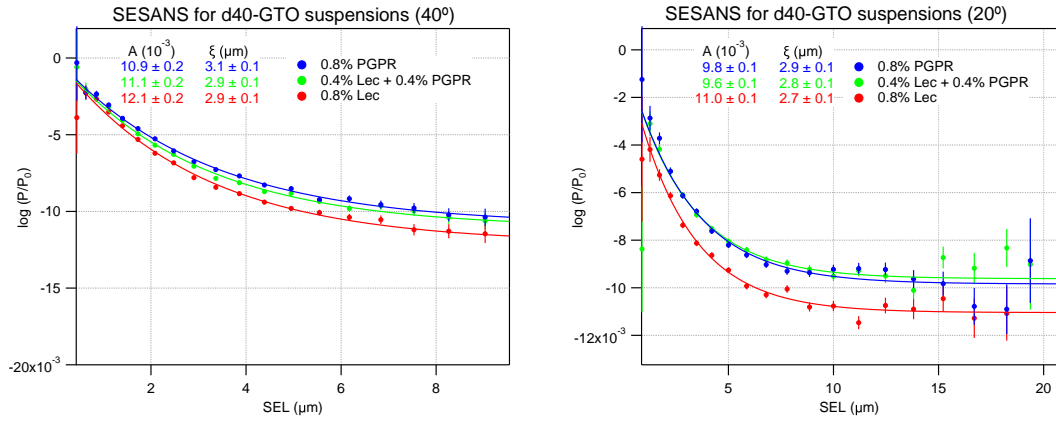 SESANS for d40-GTO suspensions (40º)
A (10⁻³) ξ (µm)
10.9 ± 0.2 3.1 ± 0.1 0.8% PGPR
11.1 ± 0.2 2.9 ± 0.1 0.4% Lec + 0.4% PGPR
12.1 ± 0.2 2.9 ± 0.1 0.8% Lec
0
-5
-10
-15
-20x10⁻³
log (P/P₀)
2 4 6 8
SEL (µm)
SESANS for d40-GTO suspensions (20º)
A (10⁻³) ξ (µm)
9.8 ± 0.1 2.9 ± 0.1 0.8% PGPR
9.6 ± 0.1 2.8 ± 0.1 0.4% Lec + 0.4% PGPR
11.0 ± 0.1 2.7 ± 0.1 0.8% Lec
0
-2
-4
-6
-8
-10
-12x10⁻³
log (P/P₀)
5 10 15 20
SEL (µm)